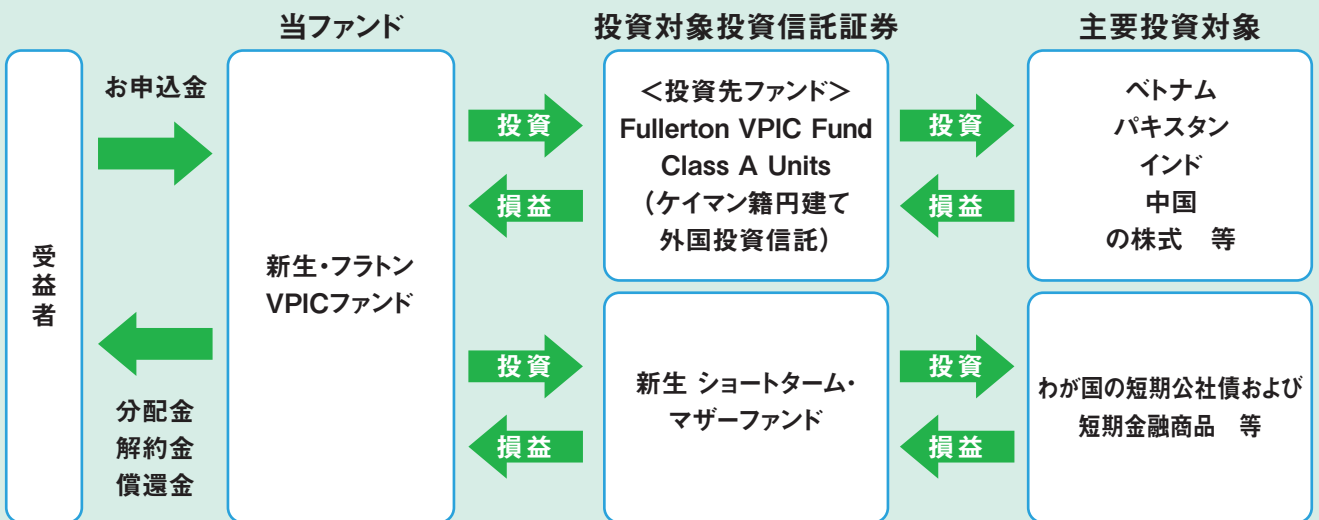 当ファンド
投資対象投資信託証券
主要投資対象
受益者
お申込金
分配金
解約金
償還金
新生・フラトン
VPICファンド
投資
損益
<投資先ファンド>
Fullerton VPIC Fund
Class A Units
(ケイマン籍円建て
外国投資信託)
投資
損益
ベトナム
パキスタン
インド
中国
の株式　等
投資
損益
新生 ショートターム・
マザーファンド
投資
損益
わが国の短期公社債および
短期金融商品　等